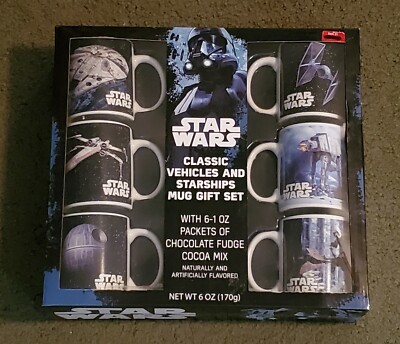 STAR
WARS
STAR
WARS
STAR
WARS
CLASSIC
VEHICLES AND
STARSHIPS
MUG GIFT SET
STAR
WARS
STAR
WARS
WITH 6-1 OZ
PACKETS OF
CHOCOLATE FUDGE
COCOA MIX
NATURALLY AND
ARTIFICIALLY FLAVORED
STAR
WARS
STAR
WARS
NET WT 6 OZ (170g)
STAR WARS